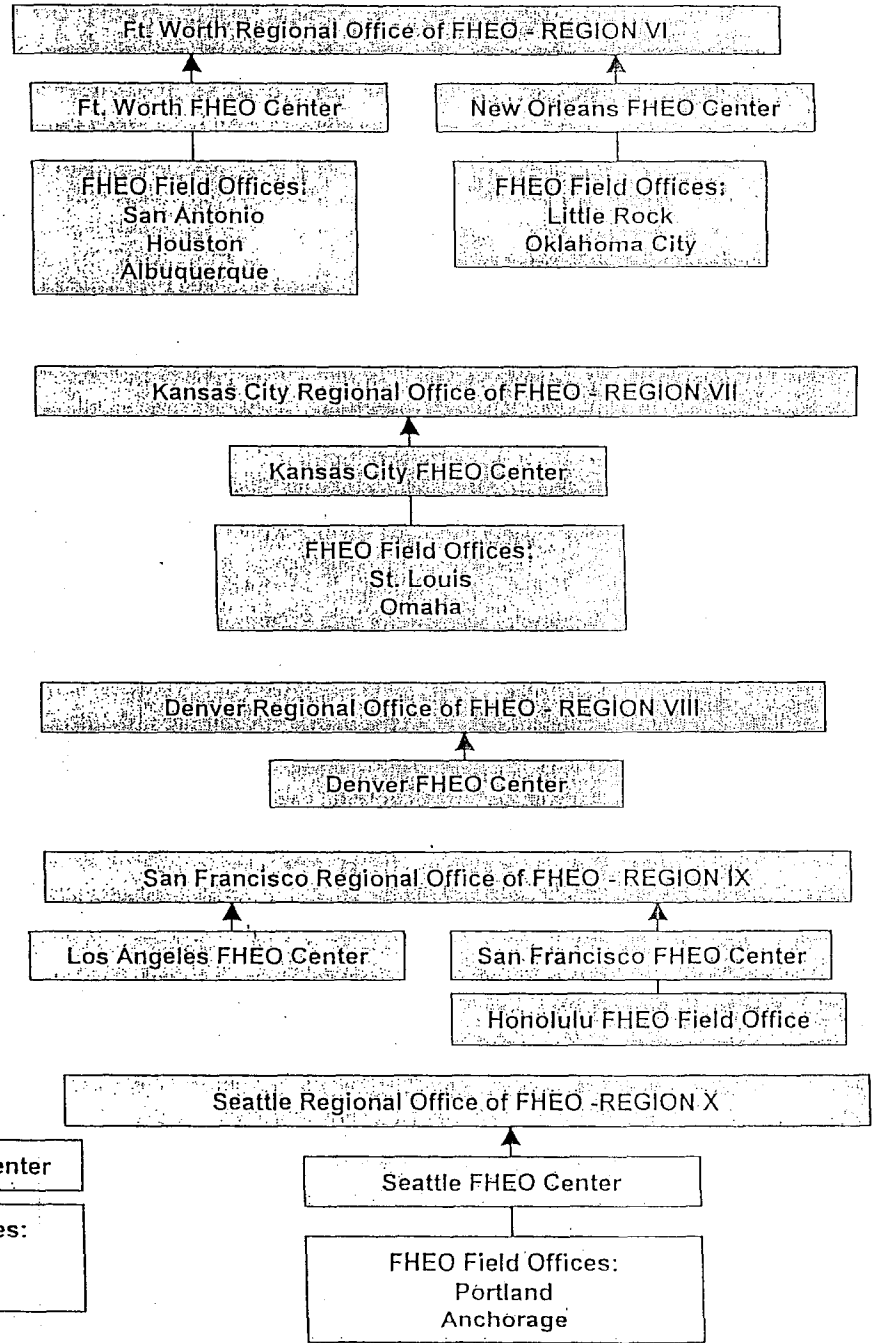 Ft. Worth Regional Office of FHEO - REGION VI
Ft. Worth FHEO Center
New Orleans FHEO Center
FHEO Field Offices:
San Antonio
Houston
Albuquerque
FHEO Field Offices:
Little Rock
Oklahoma City
Kansas City Regional Office of FHEO - REGION VII
Kansas City FHEO Center
FHEO Field Offices:
St. Louis
Omaha
Denver Regional Office of FHEO - REGION VIII
Denver FHEO Center
San Francisco Regional Office of FHEO - REGION IX
Los Angeles FHEO Center
San Francisco FHEO Center
Honolulu FHEO Field Office
Seattle Regional Office of FHEO -REGION X
Seattle FHEO Center
FHEO Field Offices:
Portland
Anchorage
enter
es: